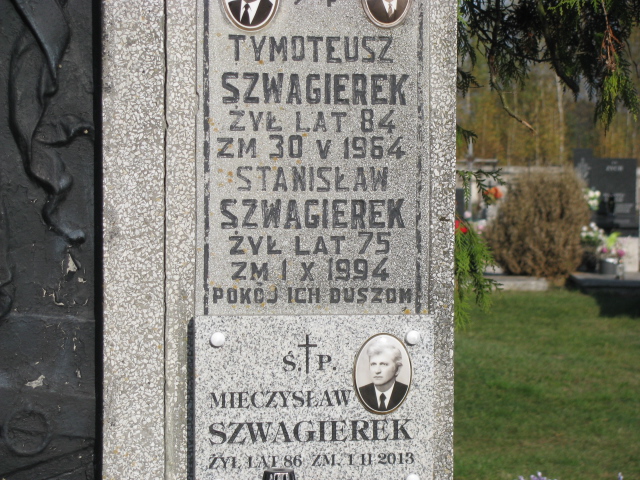 TYMOTEUSZ
SZWAGIEREK
ŻYŁ LAT 84
ZM 30 V 1964
STANISŁAW
SZWAGIEREK
ŻYŁ LAT 75
ZM 1 X 1994
POKÓJ ICH DUSZOM
Ś. P.
MIECZYSŁAW
SZWAGIEREK
ŻYŁ LAT 86 ZM. 1 II 2013